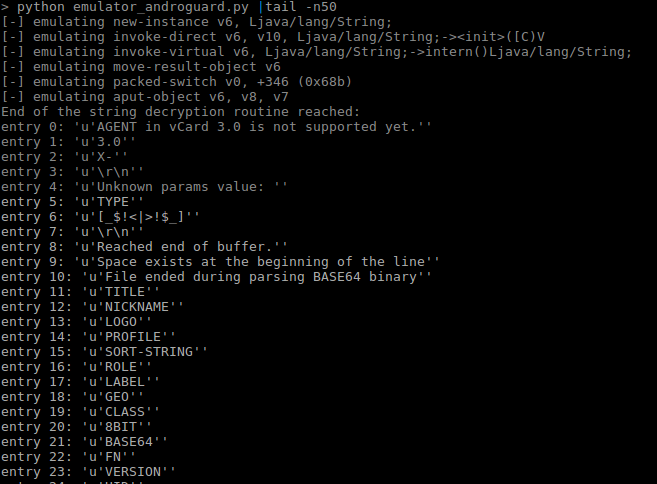 > python emulator_androguard.py |tail -n50
[-] emulating new-instance v6, Ljava/lang/String;
[-] emulating invoke-direct v6, v10, Ljava/lang/String;-><init>([C)V
[-] emulating invoke-virtual v6, Ljava/lang/String;->intern()Ljava/lang/String;
[-] emulating move-result-object v6
[-] emulating packed-switch v0, +346 (0x68b)
[-] emulating aput-object v6, v8, v7
End of the string decryption routine reached:
entry 0: 'u'AGENT in vCard 3.0 is not supported yet.''
entry 1: 'u'3.0''
entry 2: 'u'X-''
entry 3: 'u'\r\n''
entry 4: 'u'Unknown params value: ''
entry 5: 'u'TYPE''
entry 6: 'u'[_$!<|>!$_]''
entry 7: 'u'\r\n''
entry 8: 'u'Reached end of buffer.''
entry 9: 'u'Space exists at the beginning of the line''
entry 10: 'u'File ended during parsing BASE64 binary''
entry 11: 'u'TITLE''
entry 12: 'u'NICKNAME''
entry 13: 'u'LOGO''
entry 14: 'u'PROFILE''
entry 15: 'u'SORT-STRING''
entry 16: 'u'ROLE''
entry 17: 'u'LABEL''
entry 18: 'u'GEO''
entry 19: 'u'CLASS''
entry 20: 'u'8BIT''
entry 21: 'u'BASE64''
entry 22: 'u'FN''
entry 23: 'u'VERSION''